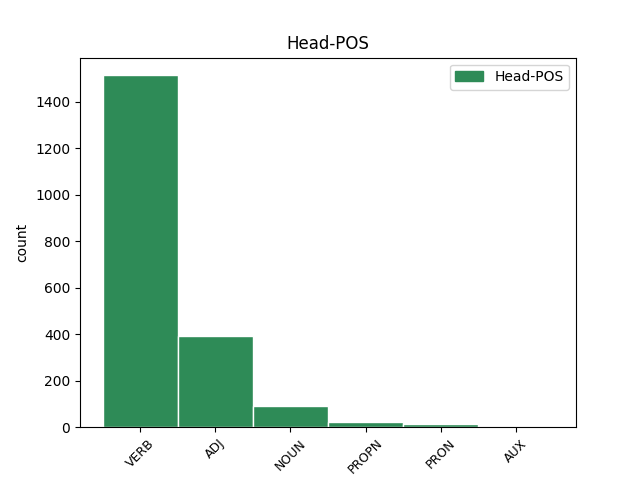 Head-POS
Head-POS
1400
1200
1000
800
600
400
200
0
count
VERB
ADJ
NOUN
PROPN
PRON
AUX